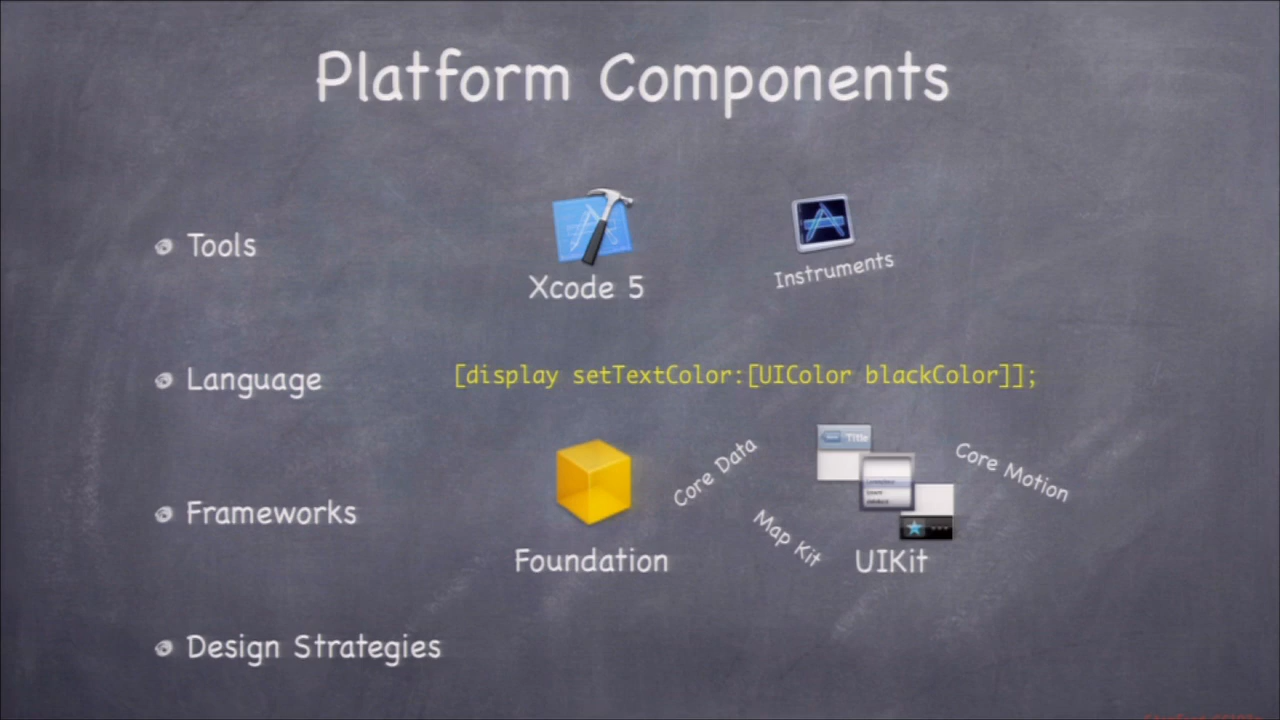 Platform Components
Tools
Xcode 5
Instruments
Language
[display setTextColor:[UIColor blackColor]];
Frameworks
Foundation
Core Data
Map Kit
Title
UIKit
Core Motion
Design Strategies